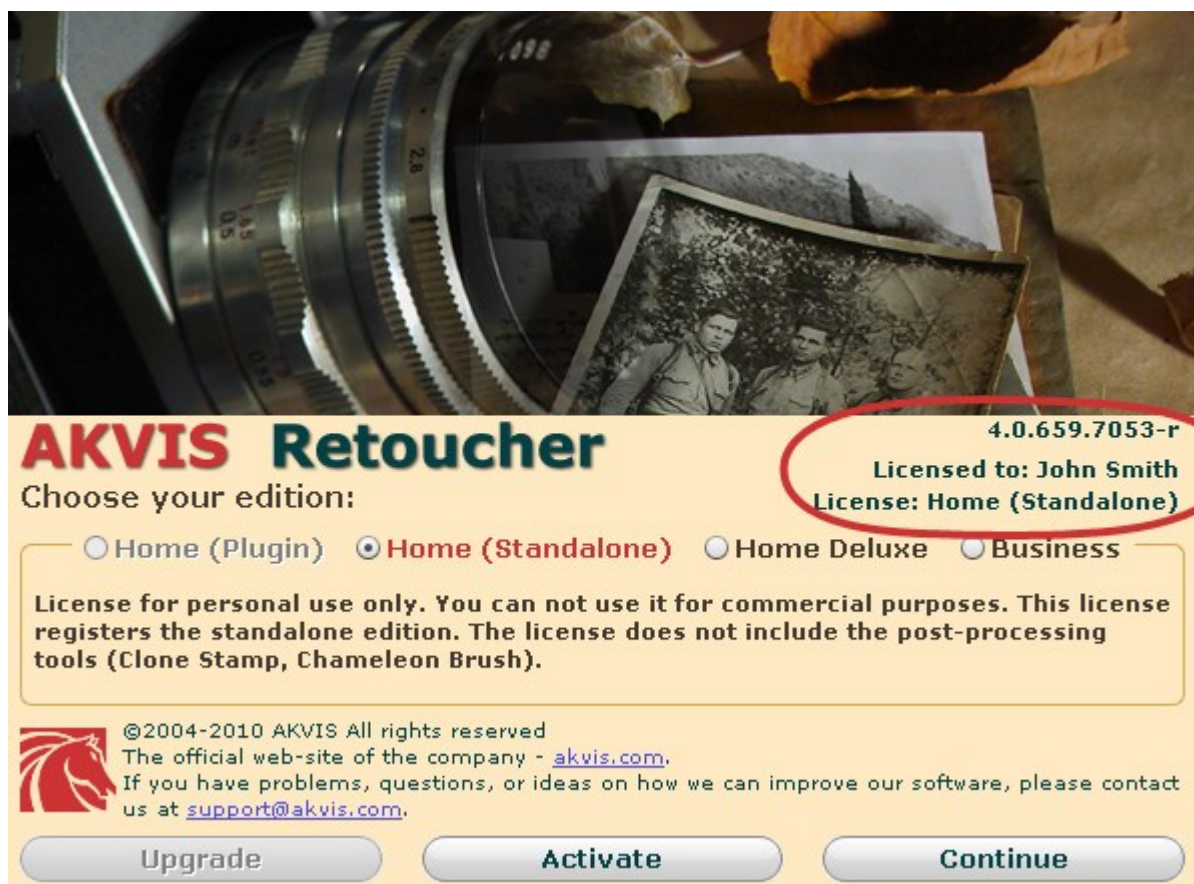 098
2.8
AKVIS Retoucher
Choose your edition:
4.0.659.7053-r
Licensed to: John Smith
License: Home (Standalone)
Home (Plugin) Home (Standalone) Home Deluxe Business
License for personal use only. You can not use it for commercial purposes. This license
registers the standalone edition. The license does not include the post-processing
tools (Clone Stamp, Chameleon Brush).
©2004-2010 AKVIS All rights reserved
The official web-site of the company - akvis.com.
If you have problems, questions, or ideas on how we can improve our software, please contact
us at support@akvis.com.
Upgrade Activate Continue